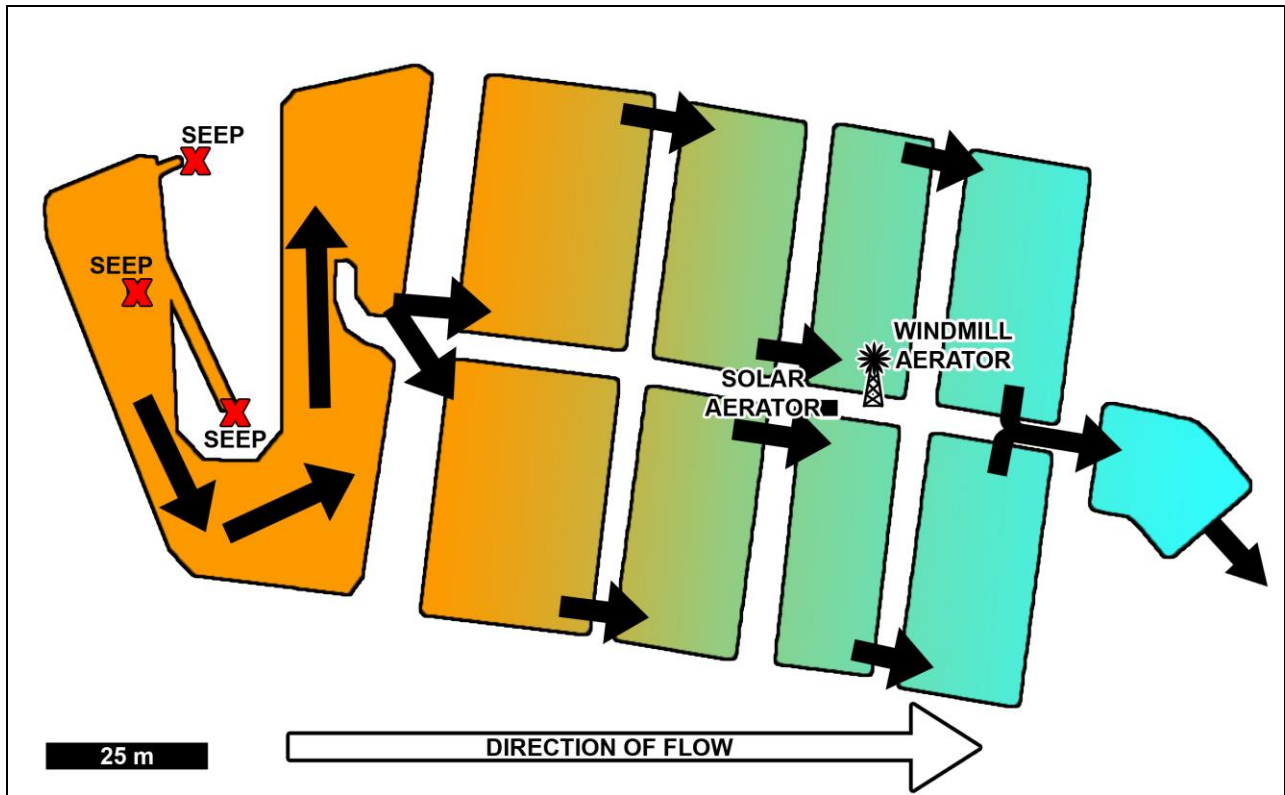 SEEP
SEEP
SEEP
WINDMILL
AERATOR
SOLAR
AERATOR
25 m
DIRECTION OF FLOW